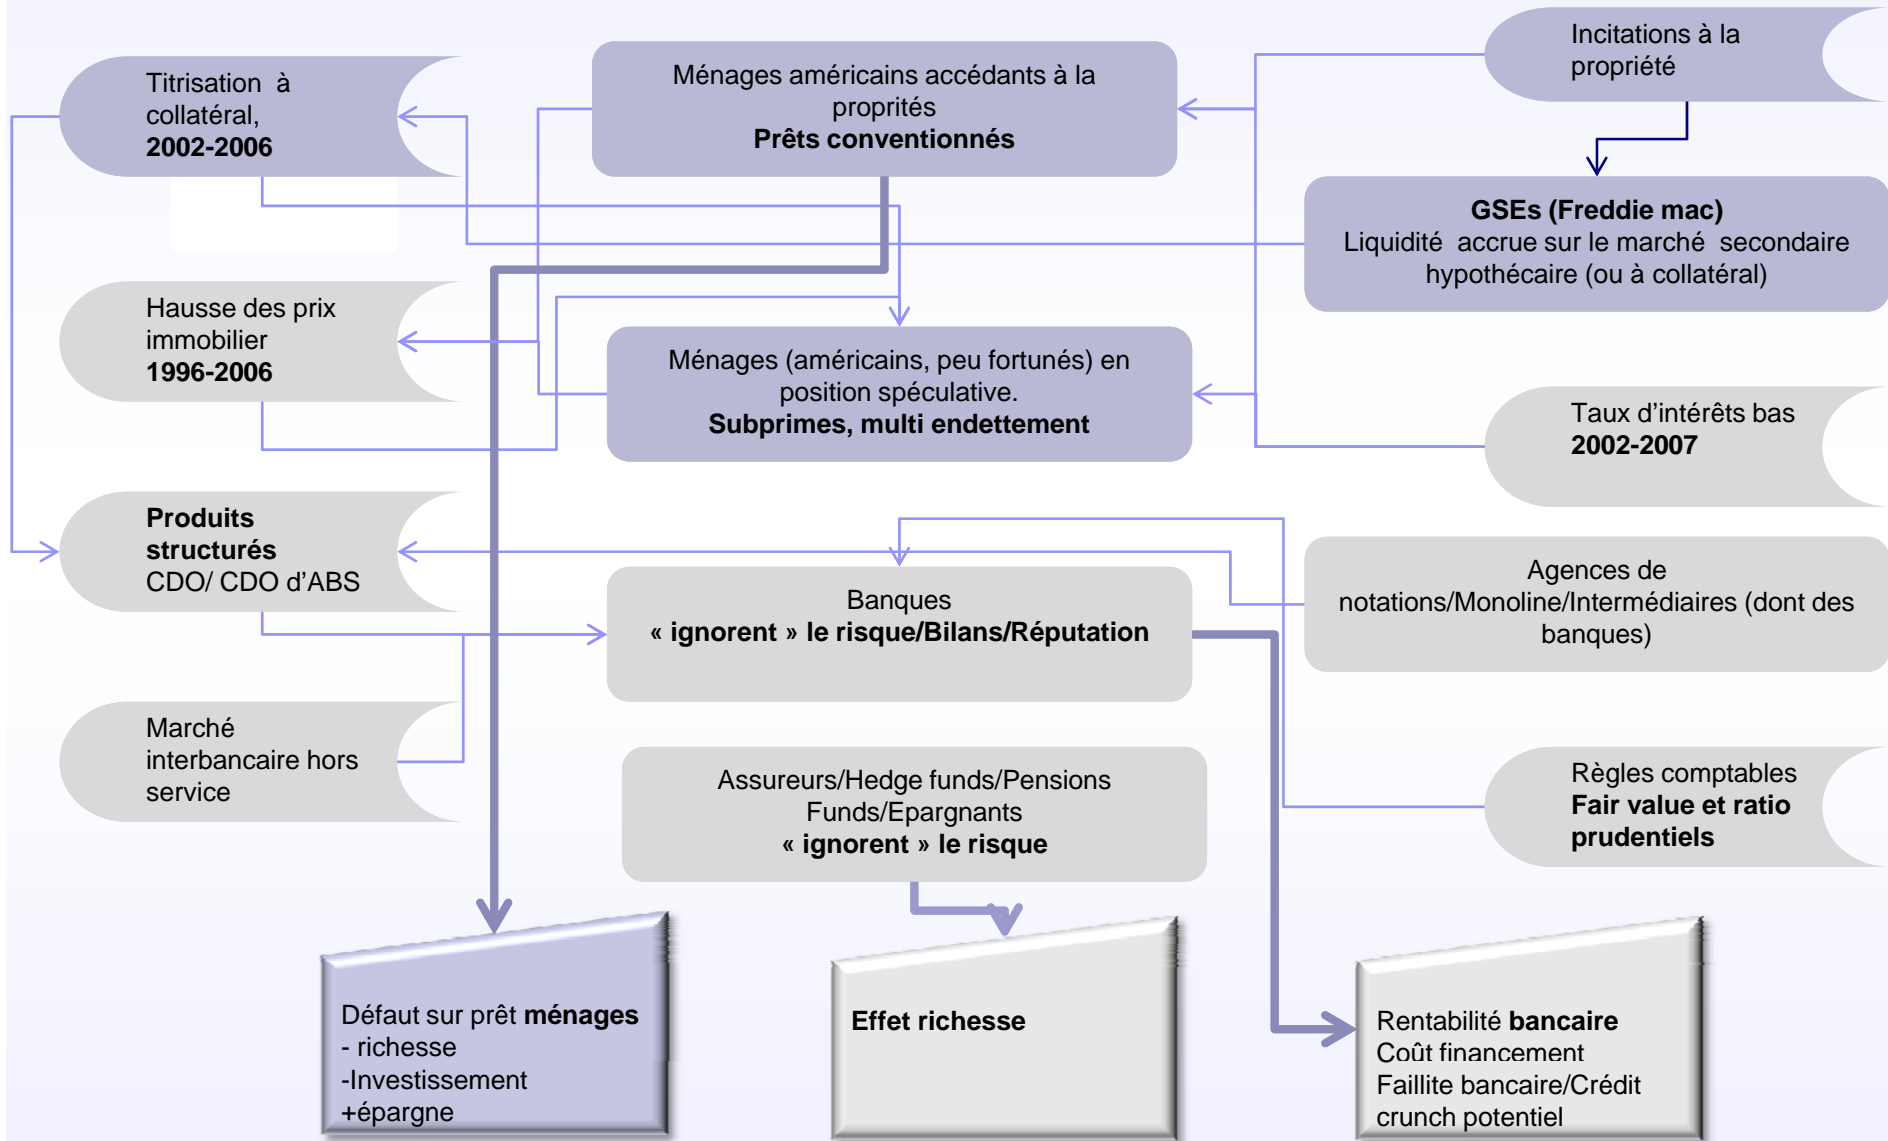 Titrisation à
collatéral,
2002-2006
Ménages américains accédants à la
proprités
Prêts conventionnés
Incitations à la
propriété
GSEs (Freddie mac)
Liquidité accrue sur le marché secondaire
hypothécaire (ou à collatéral)
Hausse des prix
immobilier
1996-2006
Ménages (américains, peu fortunés) en
position spéculative.
Subprimes, multi endettement
Taux d'intérêts bas
2002-2007
Produits
structurés
CDO/ CDO d'ABS
Banques
« ignorent » le risque/Bilans/Réputation
Agences de
notations/Monoline/Intermédiaires (dont des
banques)
Marché
interbancaire hors
service
Assureurs/Hedge funds/Pensions
Funds/Epargnants
« ignorent » le risque
Règles comptables
Fair value et ratio
prudentiels
Défaut sur prêt ménages
- richesse
-Investissement
+épargne
Effet richesse
Rentabilité bancaire
Coût financement
Faillite bancaire/Crédit
crunch potentiel